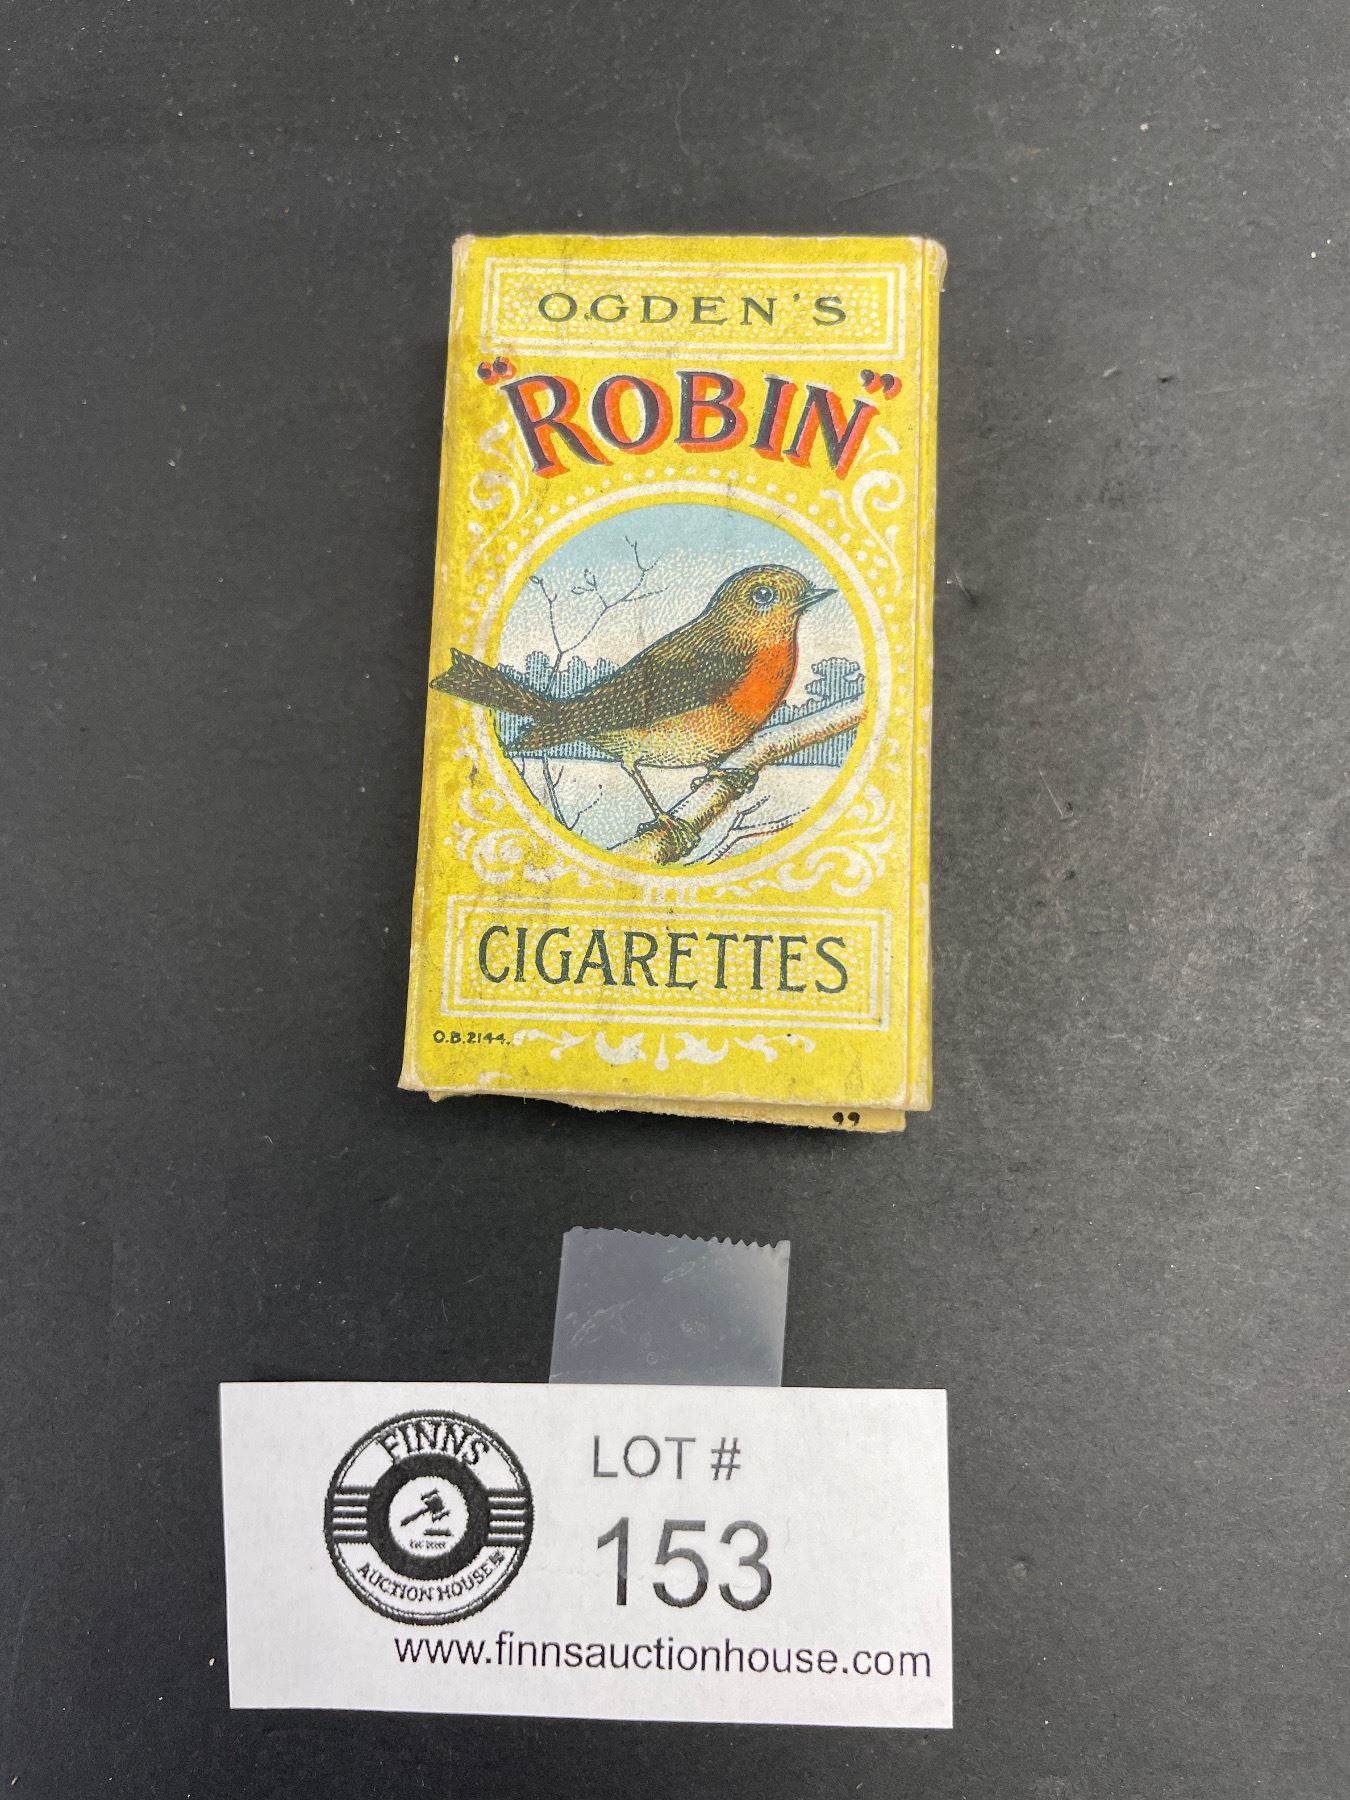 OGDEN'S
"ROBIN"
CIGARETTES
O.B.2144.
”
FINNS
AUCTION HOUSE
LOT #
153
www.finnsauctionhouse.com